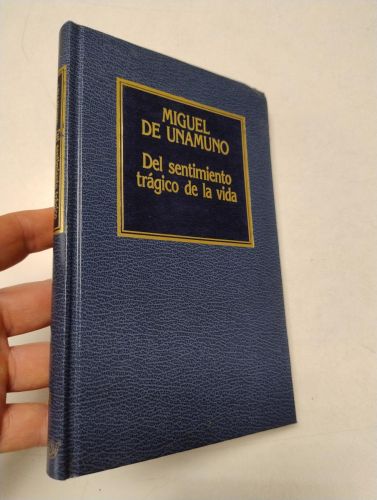 MIGUEL
DE UNAMUNO
Del sentimiento
trágico de la vida